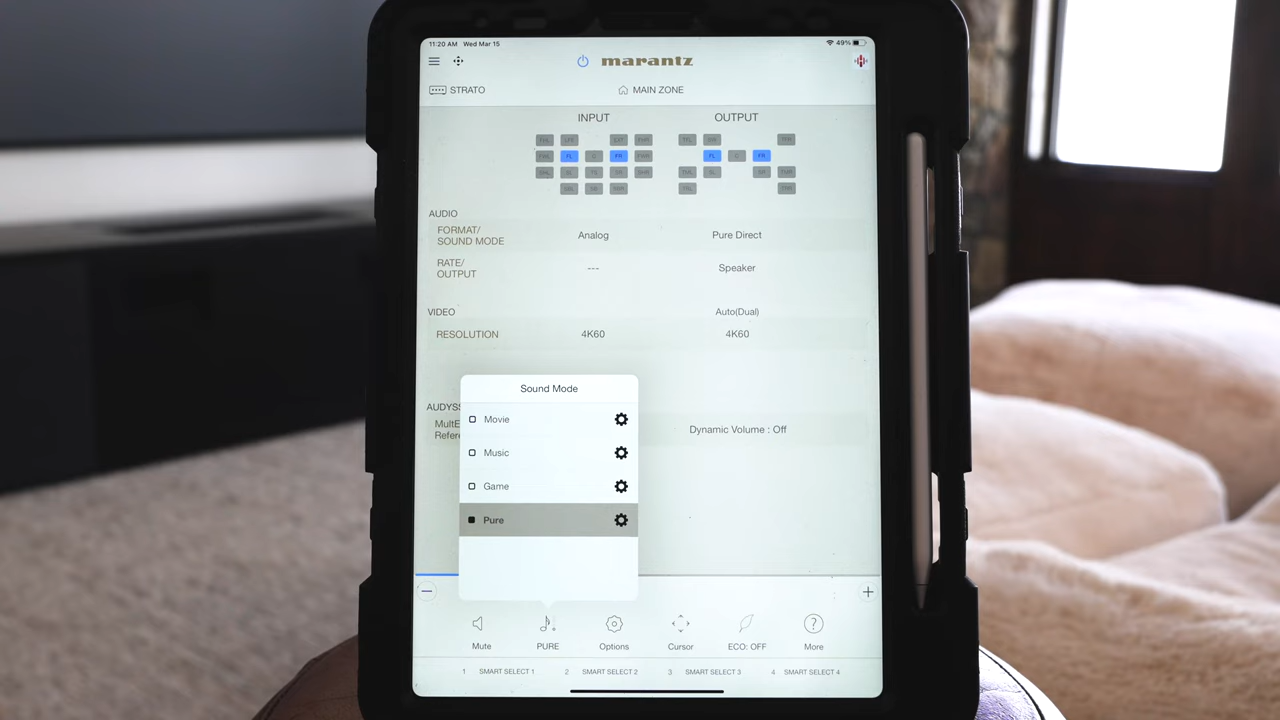 11:20 AM Wed Mar 15
49%
marantz
STRATO
MAIN ZONE
INPUT
OUTPUT
FL FR
FL C FR
AUDIO
FORMAT/
SOUND MODE
Analog
Pure Direct
RATE/
OUTPUT
---
Speaker
VIDEO
Auto(Dual)
RESOLUTION
4K60
4K60
Sound Mode
Movie
Music
Game
Pure
AUDYSS
MultE
Refere
Dynamic Volume : Off
Mute
PURE
Options
Cursor
ECO: OFF
More
1 SMART SELECT 1
2 SMART SELECT 2
3 SMART SELECT 3
4 SMART SELECT 4